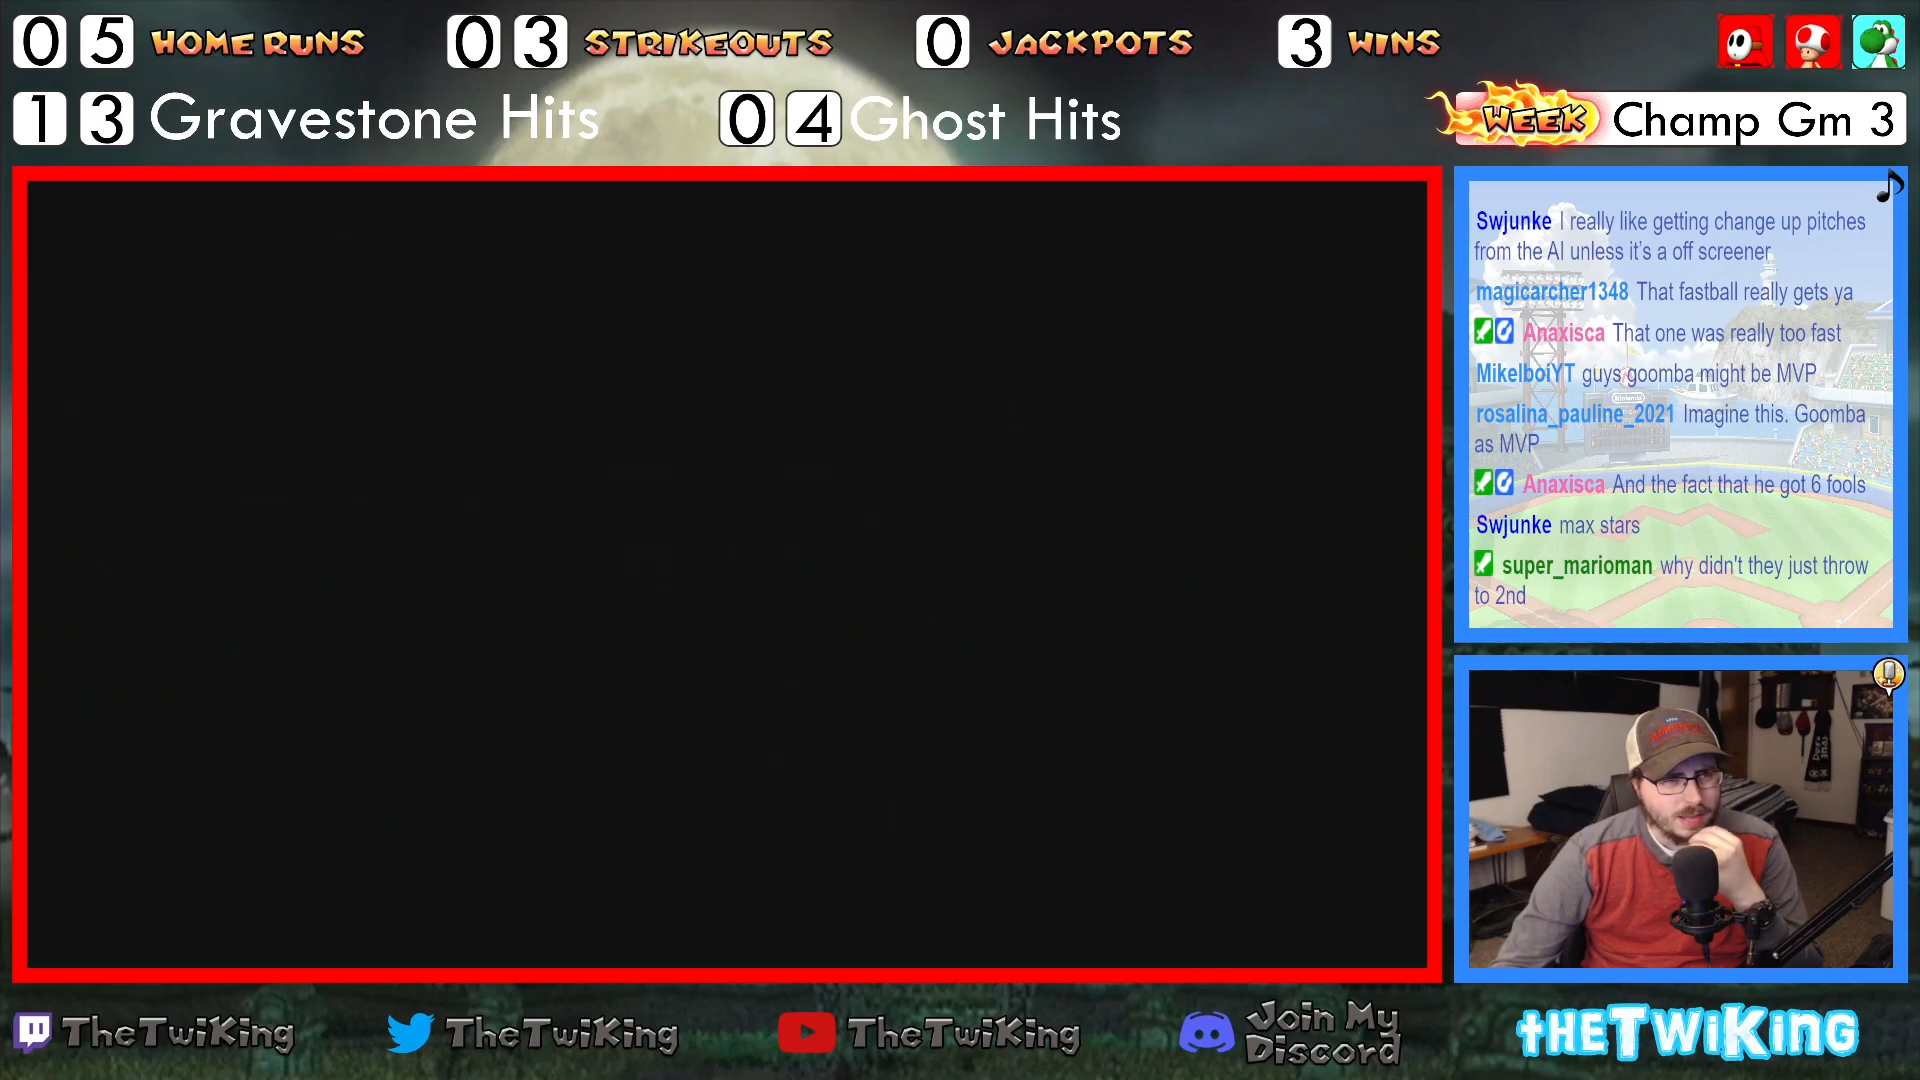 05 HOME RUNS 03 STRIKEOUTS 0 JACKPOTS 3 WINS
13 Gravestone Hits 04 Ghost Hits WEEK Champ Gm 3
Swjunke I really like getting change up pitches
from the AI unless it's a off screener
magicarcher1348 That fastball really gets ya
Anaxisca That one was really too fast
MikelboiYT guys goomba might be MVP
rosalina_pauline_2021 Imagine this. Goomba
as MVP
Anaxisca And the fact that he got 6 fools
Swjunke max stars
super_marioman why didn't they just throw
to 2nd
TheTwiKing TheTwiKing TheTwiKing Join My
Discord
tHETWiKing